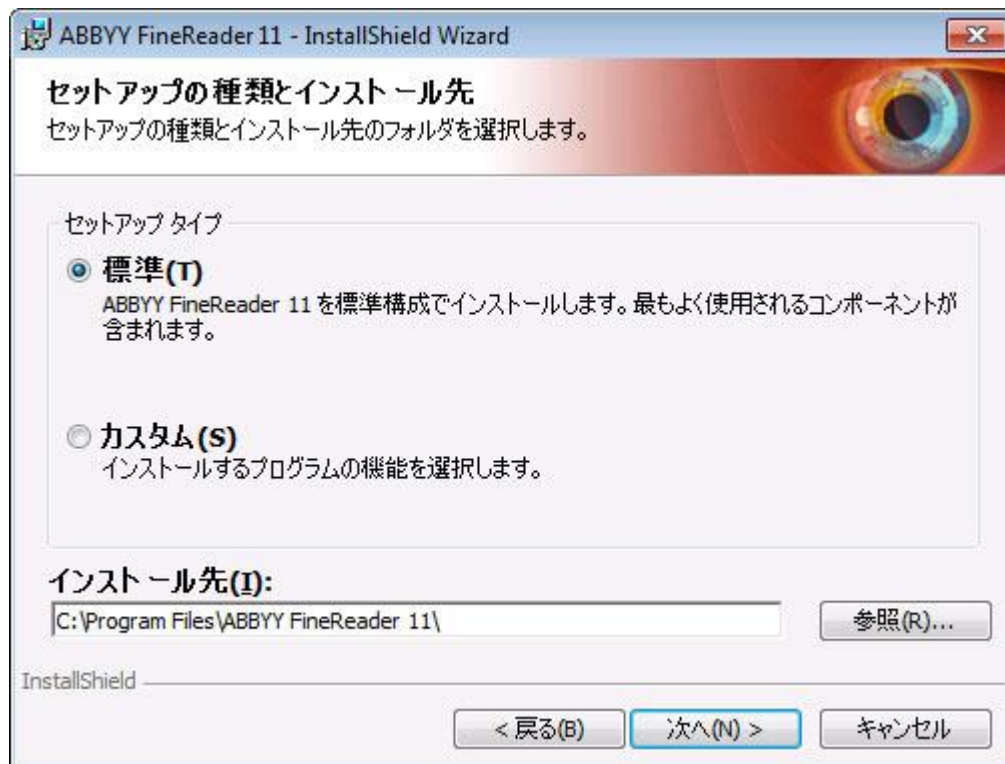 ABBYY FineReader 11 - InstallShield Wizard
セットアップの種類とインストール先
セットアップの種類とインストール先のフォルダを選択します。
セットアップ タイプ
標準(T)
ABBYY FineReader 11 を標準構成でインストールします。最もよく使用されるコンポーネントが
含まれます。
カスタム(S)
インストールするプログラムの機能を選択します。
インストール先(I):
C:\Program Files\ABBYY FineReader 11\
参照(R)...
InstallShield
< 戻る(B)
次へ(N) >
キャンセル